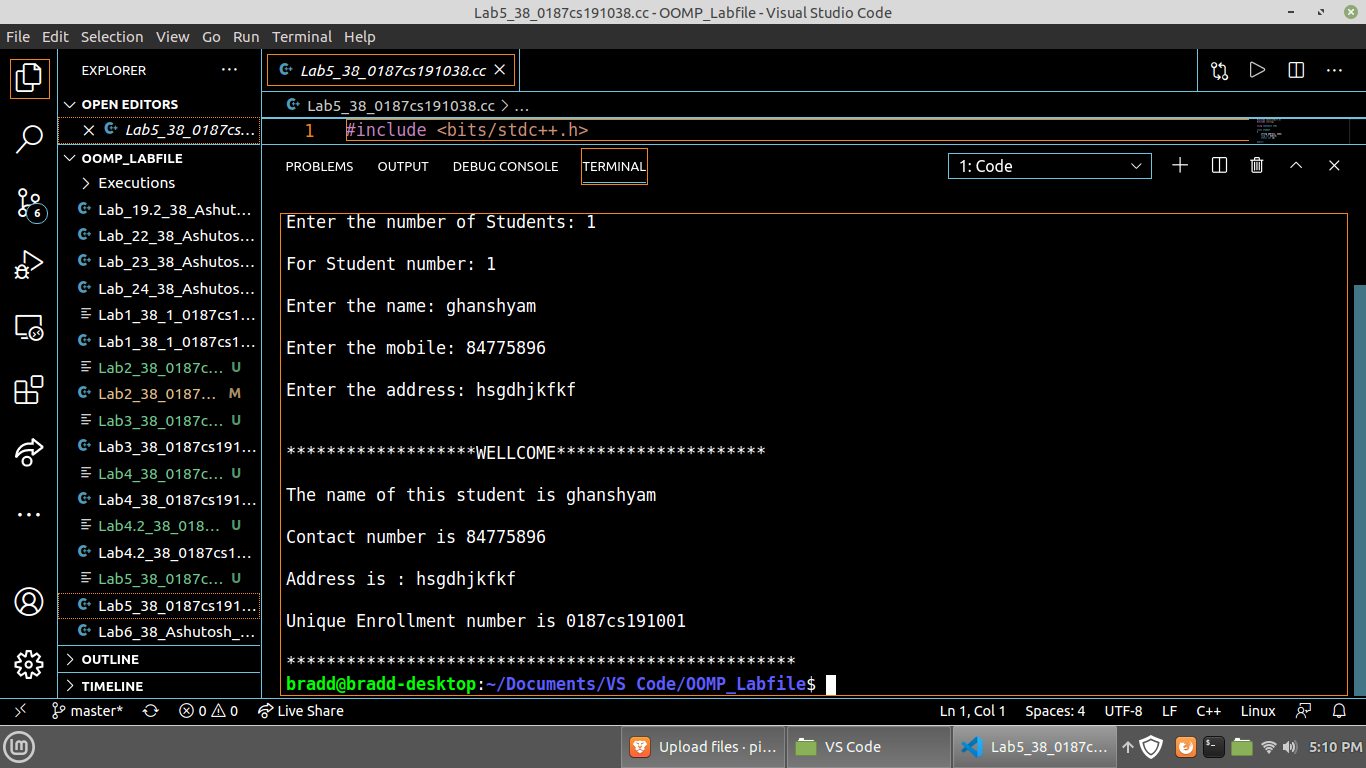 Lab5_38_0187cs191038.cc - OOMP_Labfile - Visual Studio Code
File Edit Selection View Go Run Terminal Help
EXPLORER ...
OPEN EDITORS
Lab5_38_0187cs...
OOMP_LABFILE
Executions
Lab_19.2_38_Ashut...
Lab_22_38_Ashutos...
Lab_23_38_Ashutos...
Lab_24_38_Ashutos...
Lab1_38_1_0187cs1...
Lab1_38_1_0187cs1...
Lab2_38_0187c... U
Lab2_38_0187... M
Lab3_38_0187c... U
Lab3_38_0187cs191...
Lab4_38_0187c... U
Lab4_38_0187cs191...
Lab4.2_38_018... U
Lab4.2_38_0187cs1...
Lab5_38_0187c... U
Lab5_38_0187cs191...
Lab6_38_Ashutosh_...
OUTLINE
TIMELINE
6
Lab5_38_0187cs191038.cc
Lab5_38_0187cs191038.cc > ...
1 #include <bits/stdc++.h>
PROBLEMS OUTPUT DEBUG CONSOLE TERMINAL 1: Code
Enter the number of Students: 1
For Student number: 1
Enter the name: ghanshyam
Enter the mobile: 84775896
Enter the address: hsgdhjkfkf
*******************WELLCOME*********************
The name of this student is ghanshyam
Contact number is 84775896
Address is : hsgdhjkfkf
Unique Enrollment number is 0187cs191001
***************************************************
bradd@bradd-desktop:~/Documents/VS Code/OOMP_Labfile$
master* 0 0 Live Share Ln 1, Col 1 Spaces: 4 UTF-8 LF C++ Linux
Upload files · pi... VS Code Lab5_38_0187c... 5:10 PM